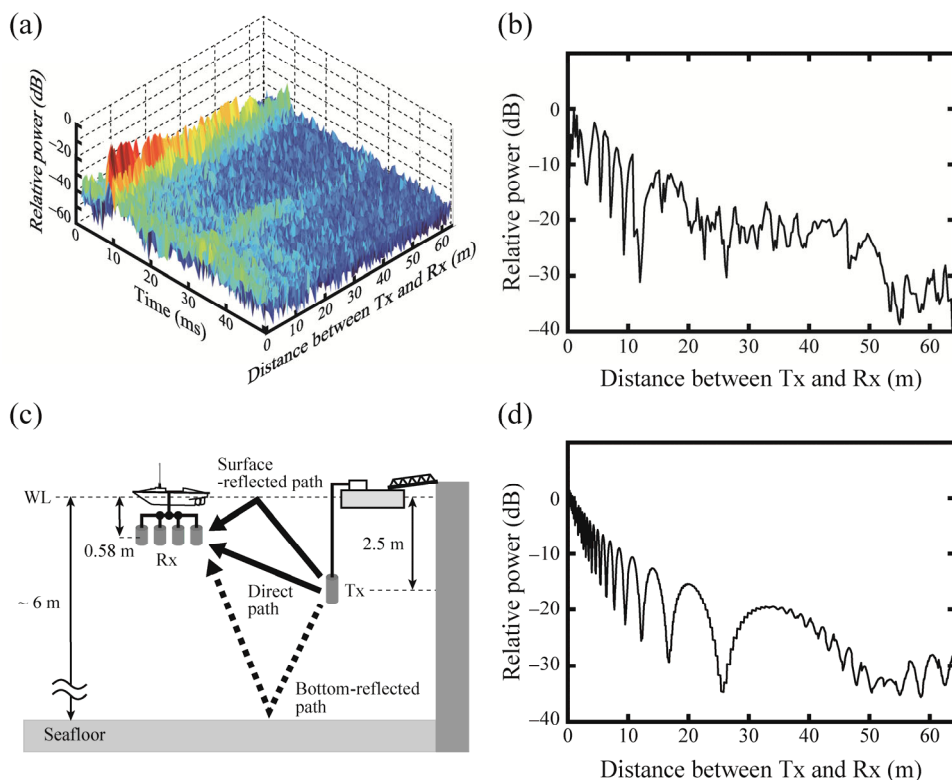 (a)
Relative power (dB)
0
−20
−40
−60
0
10
20
30
40
Time (ms)
0
10
20
30
40
50
60
Distance between Tx and Rx (m)
(b)
Relative power (dB)
0
−10
−20
−30
−40
0 10 20 30 40 50 60
Distance between Tx and Rx (m)
(c)
WL
Surface
-reflected path
0.58 m
Rx
2.5 m
Direct
path
Tx
~ 6 m
Bottom-reflected
path
Seafloor
(d)
Relative power (dB)
0
−10
−20
−30
−40
0 10 20 30 40 50 60
Distance between Tx and Rx (m)